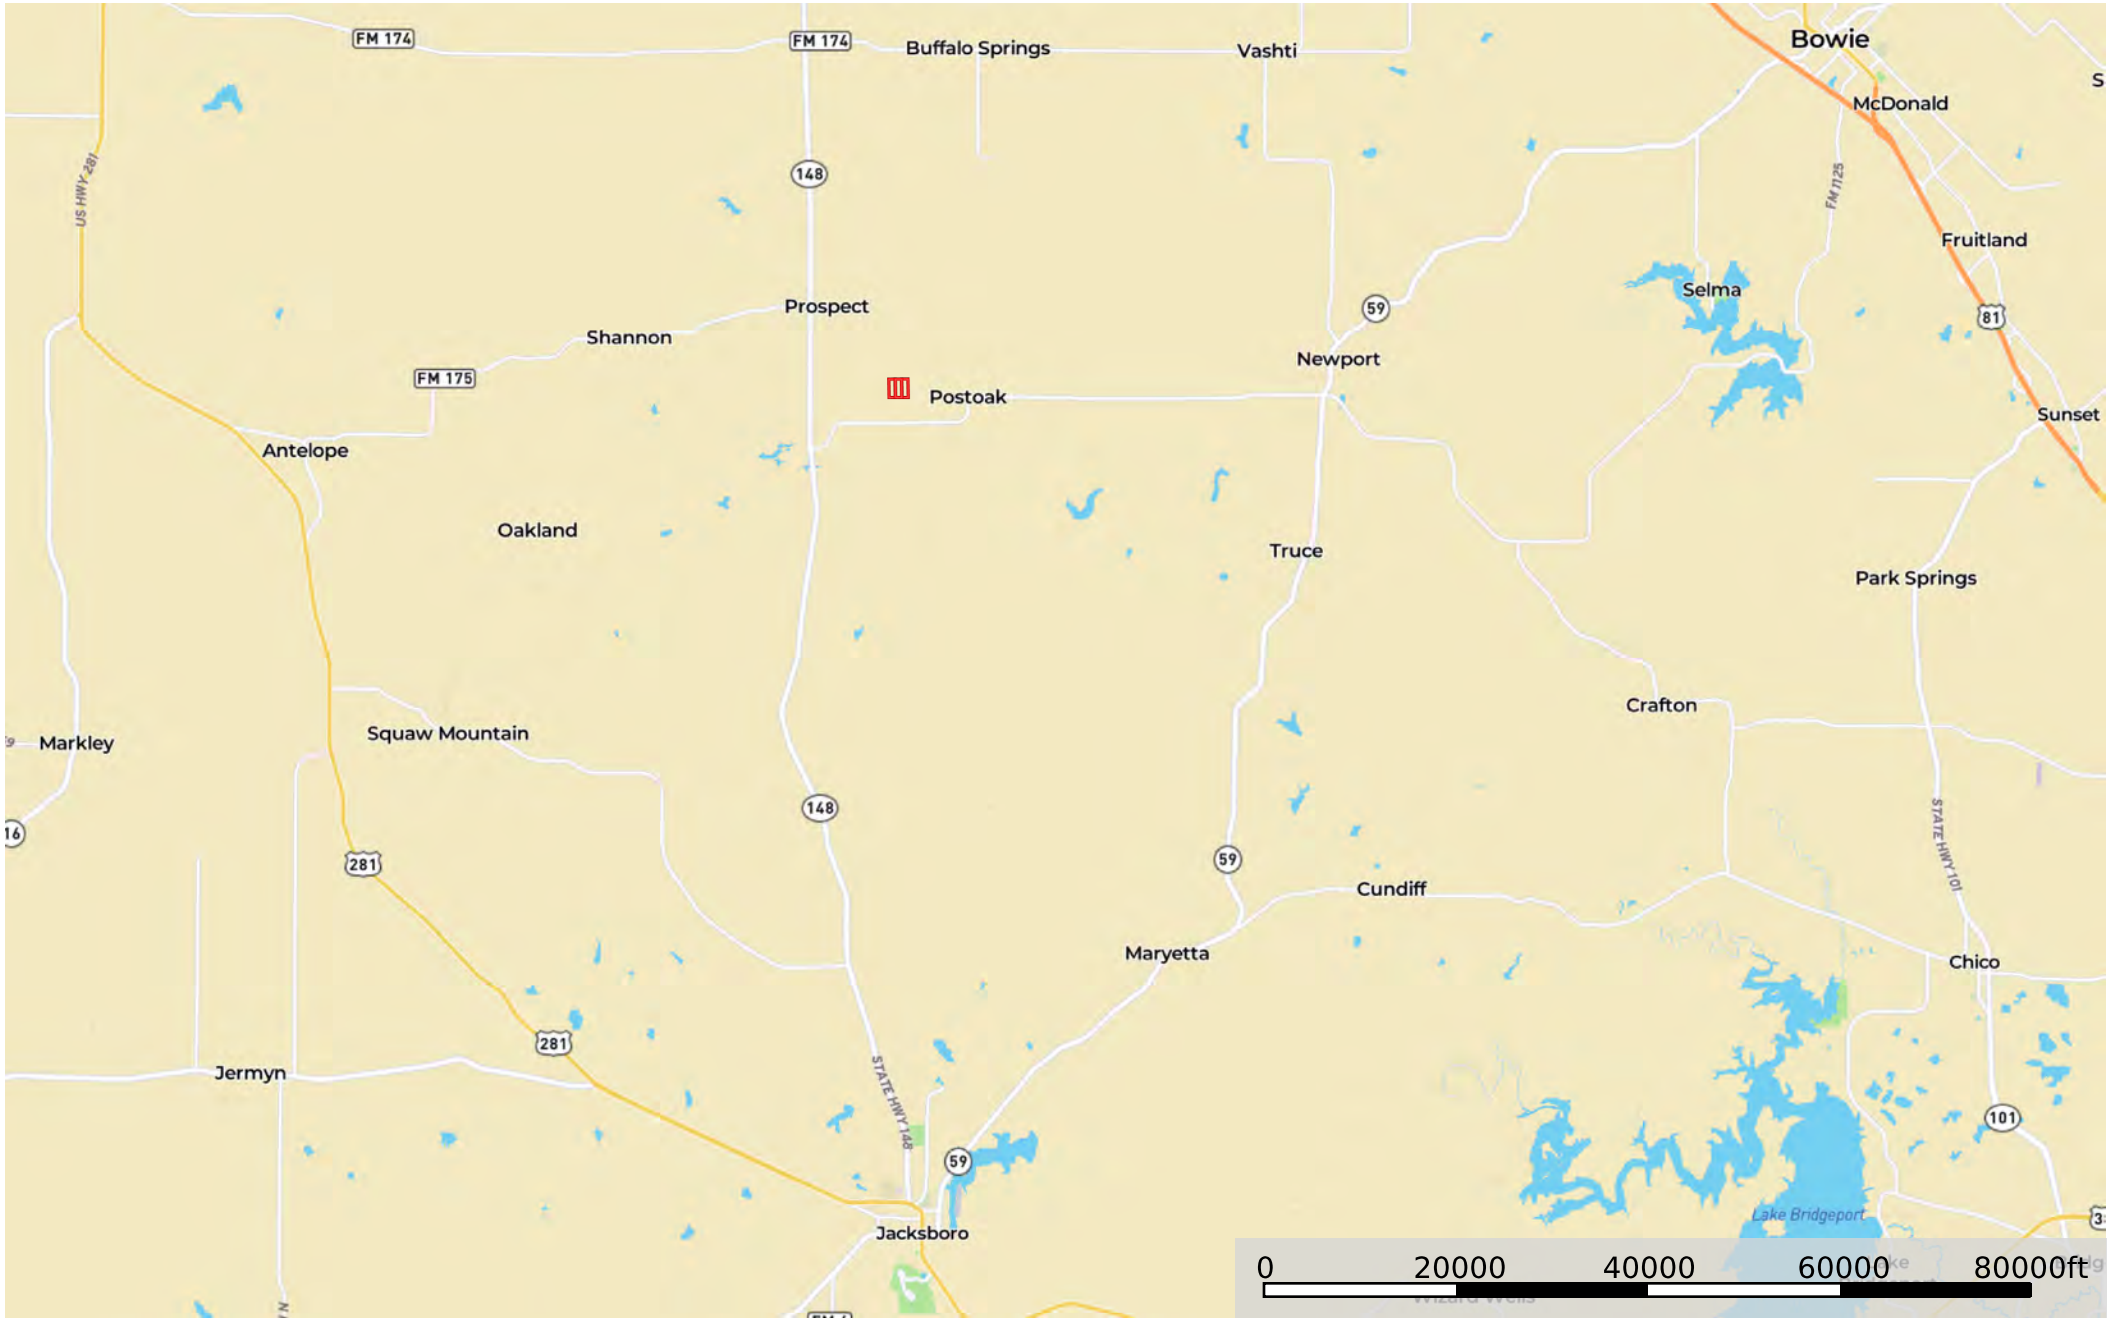 FM 174
FM 174
Buffalo Springs
Vashti
Bowie
S
McDonald
US HWY 281
148
FM 1125
Fruitland
Selma
Prospect
59
81
Shannon
Newport
FM 175
Postoak
Sunset
Antelope
Oakland
Truce
Park Springs
Crafton
Squaw Mountain
Markley
148
STATE HWY 101
16
281
59
Cundiff
Maryetta
Chico
281
Jermyn
STATE HWY 148
101
59
Lake Bridgeport
Jacksboro
0 20000 40000 60000 80000ft
Wizard Wells